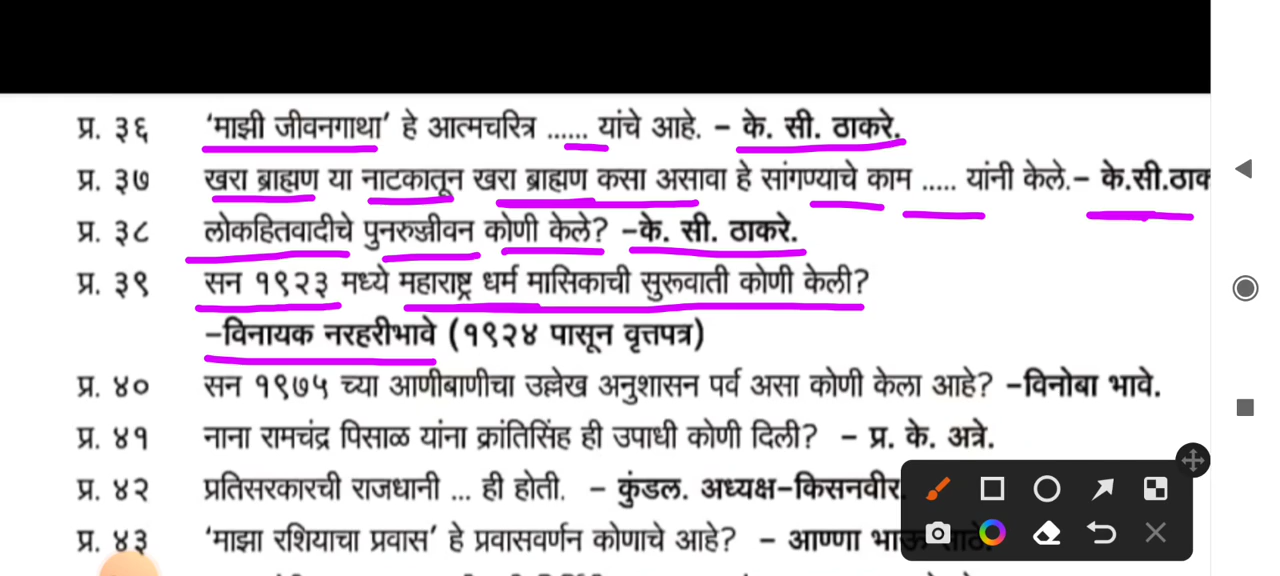 प्र. ३६ 'माझी जीवनगाथा' हे आत्मचरित्र ...... यांचे आहे. – के. सी. ठाकरे.
प्र. ३७ खरा ब्राह्मण या नाटकातून खरा ब्राह्मण कसा असावा हे सांगण्याचे काम ..... यांनी केले.– के.सी.ठाक
प्र. ३८ लोकहितवादीचे पुनरुज्जीवन कोणी केले? –के. सी. ठाकरे.
प्र. ३९ सन १९२३ मध्ये महाराष्ट्र धर्म मासिकाची सुरूवाती कोणी केली?
–विनायक नरहरीभावे (१९२४ पासून वृत्तपत्र)
प्र. ४० सन १९७५ च्या आणीबाणीचा उल्लेख अनुशासन पर्व असा कोणी केला आहे? –विनोबा भावे.
प्र. ४१ नाना रामचंद्र पिसाळ यांना क्रांतिसिंह ही उपाधी कोणी दिली? – प्र. के. अत्रे.
प्र. ४२ प्रतिसरकारची राजधानी ... ही होती. – कुंडल. अध्यक्ष–किसनवीर.
प्र. ४३ 'माझा रशियाचा प्रवास' हे प्रवासवर्णन कोणाचे आहे? – आण्णा भाऊ साठे.